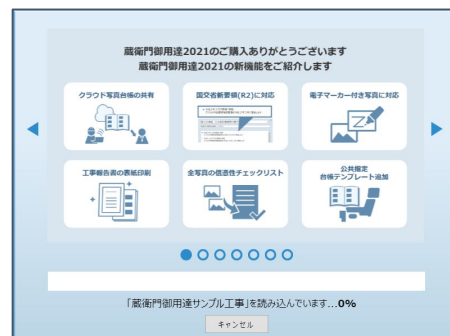 蔵衛門御用達2021のご購入ありがとうございます
蔵衛門御用達2021の新機能をご紹介します
クラウド写真台帳の共有
国交省新要領(R2)に対応
電子マーカー付き写真に対応
工事報告書の表紙印刷
全写真の信憑性チェックリスト
公共指定
台帳テンプレート追加
「蔵衛門御用達サンプル工事」を読み込んでいます...0%
キャンセル